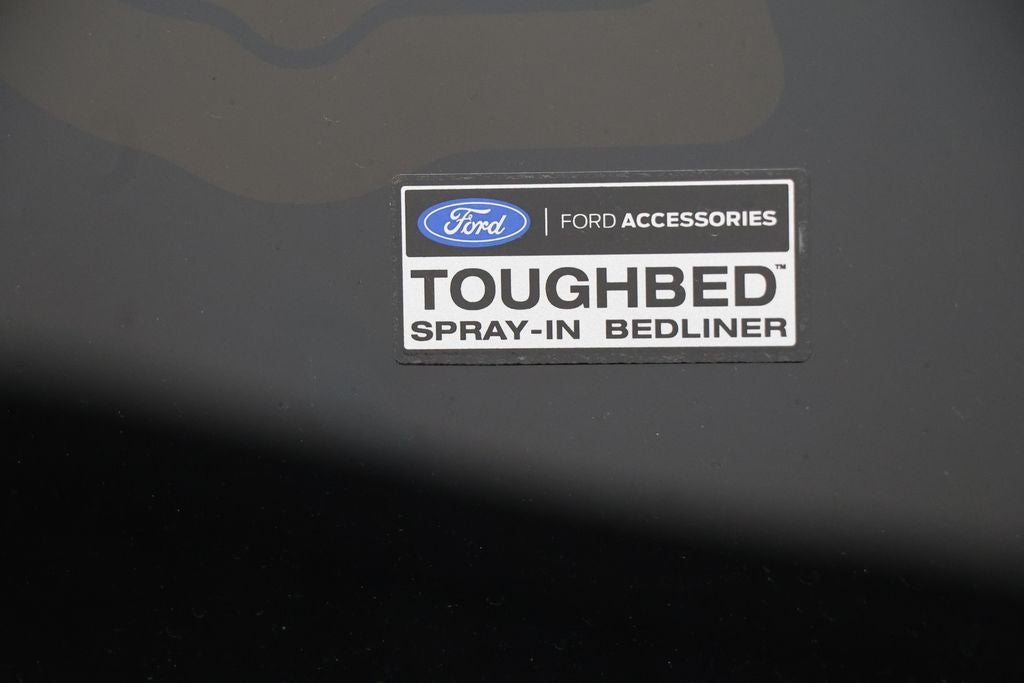 Ford | FORD ACCESSORIES
TOUGHBED™
SPRAY-IN BEDLINER